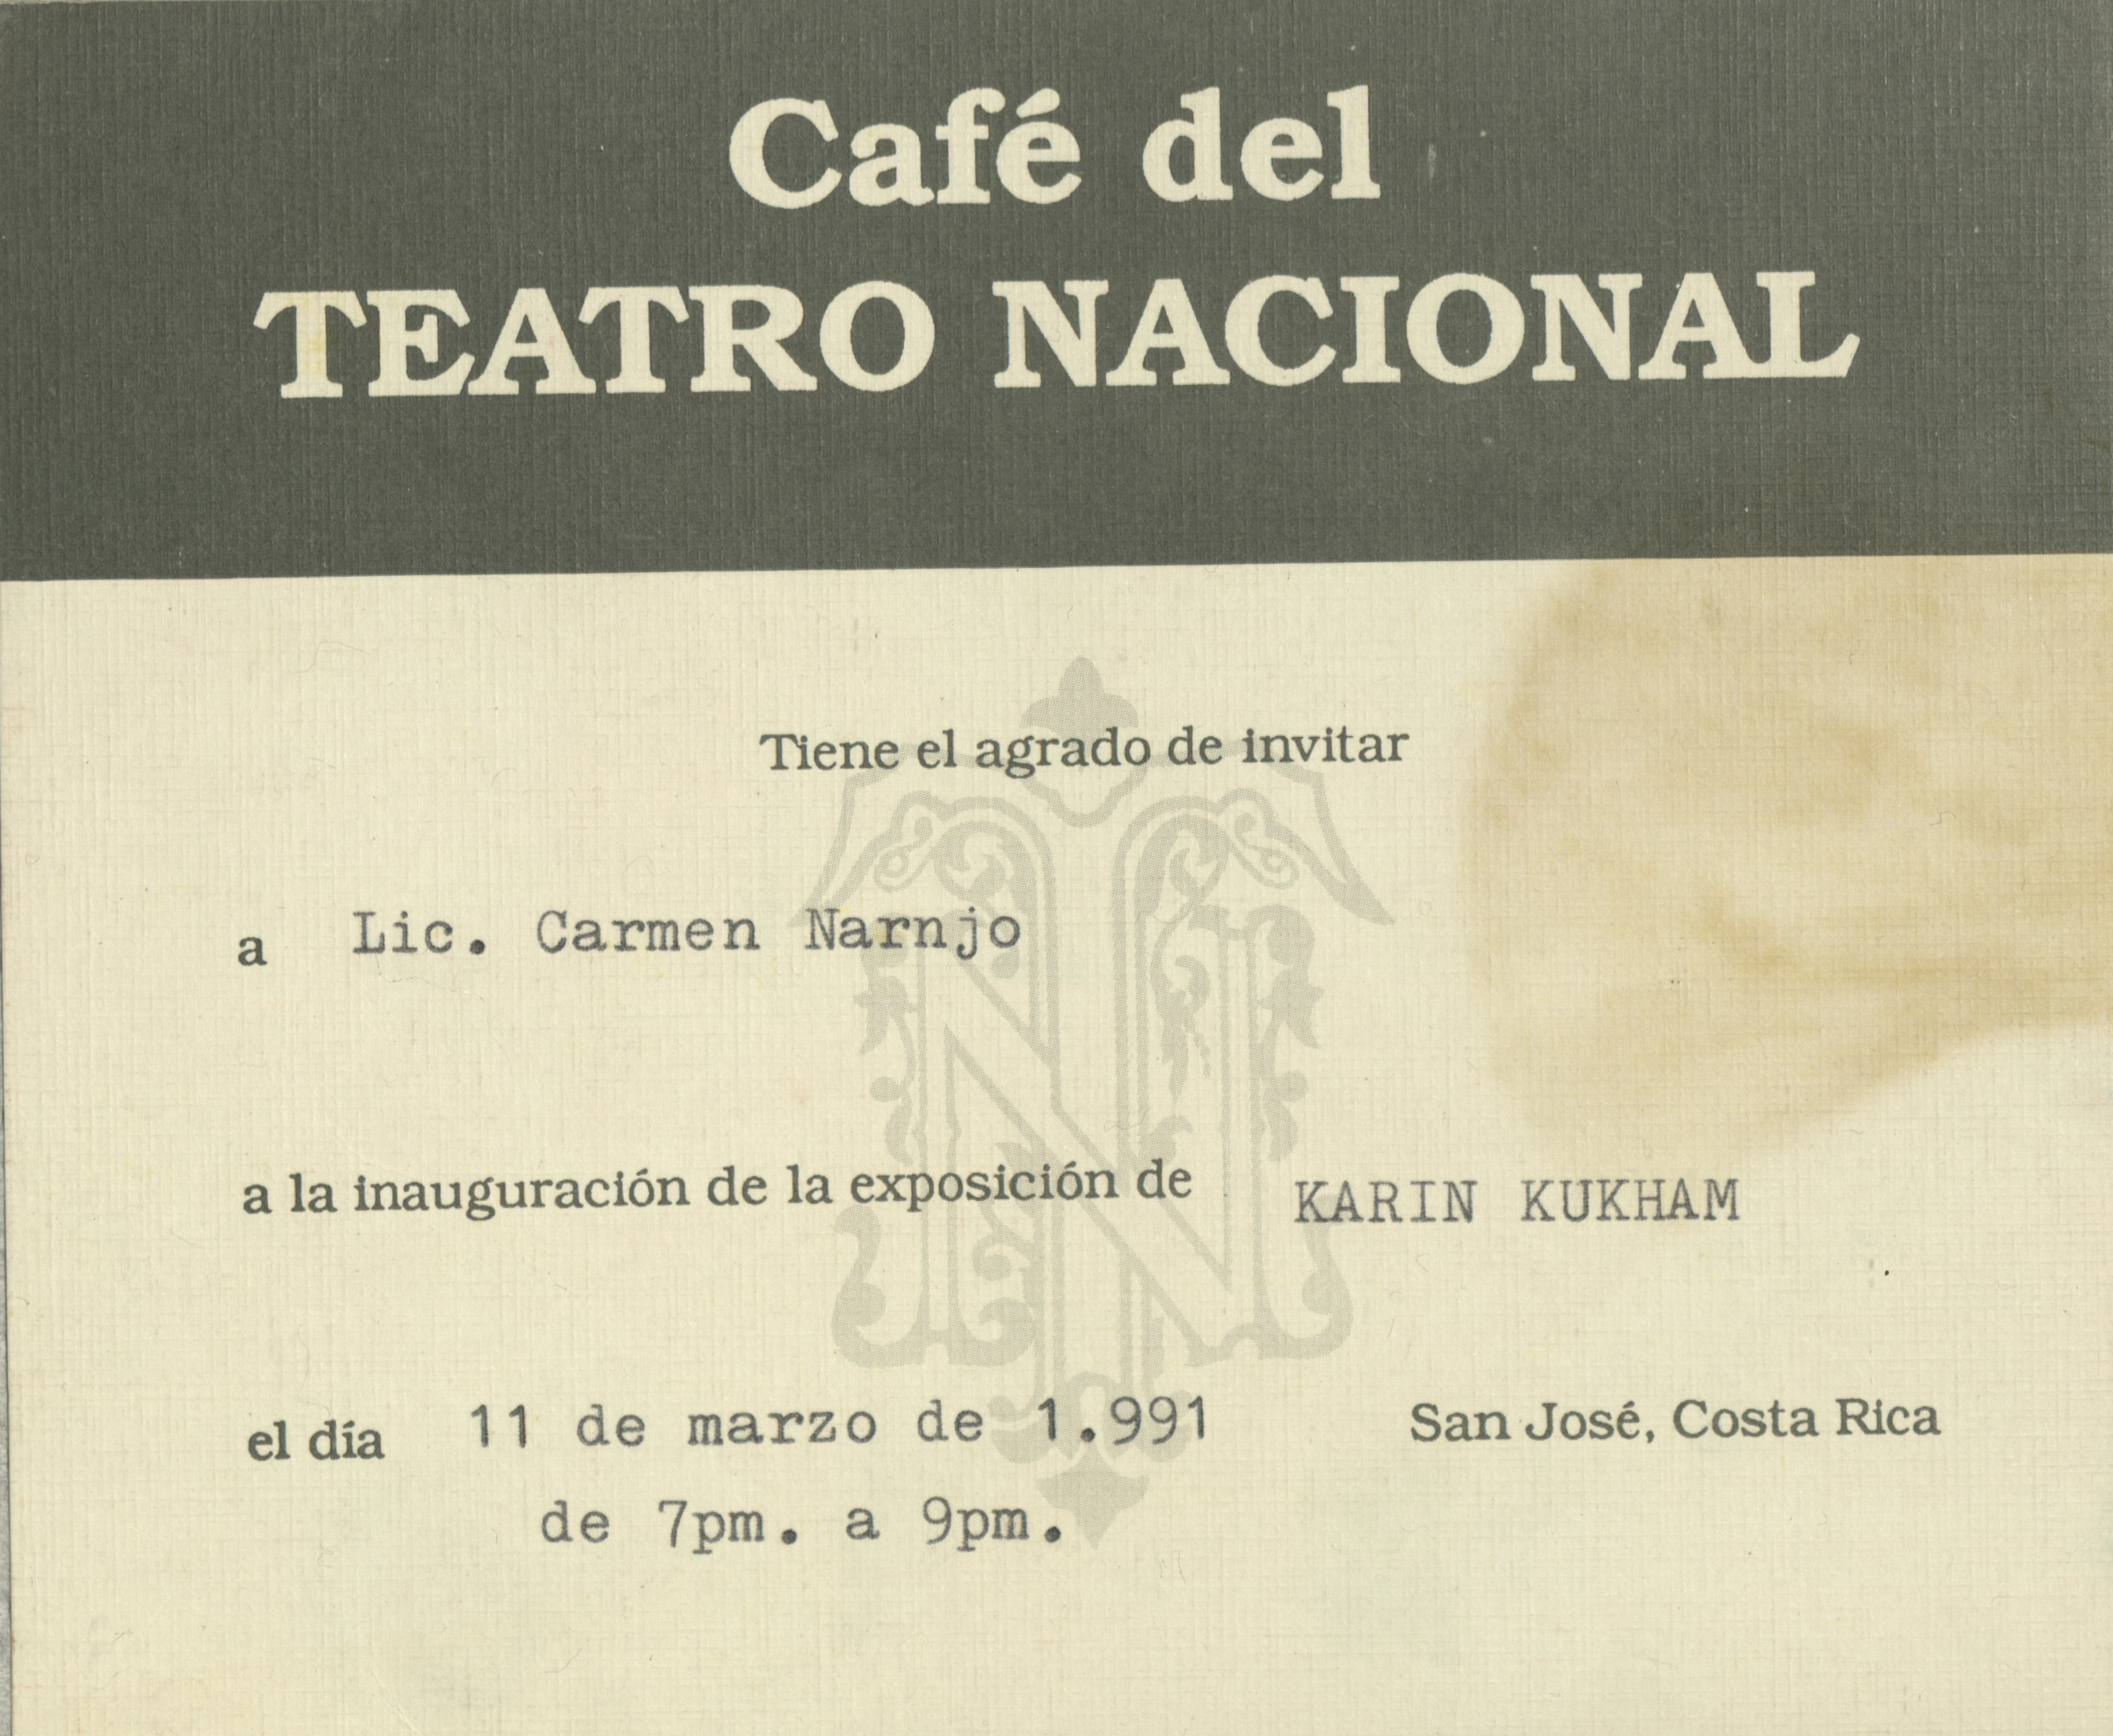 Café del
TEATRO NACIONAL
Tiene el agrado de invitar
a Lic. Carmen Narnjo
a la inauguración de la exposición de KARIN KUKHAM
el día 11 de marzo de 1.991 San José, Costa Rica
de 7pm. a 9pm.